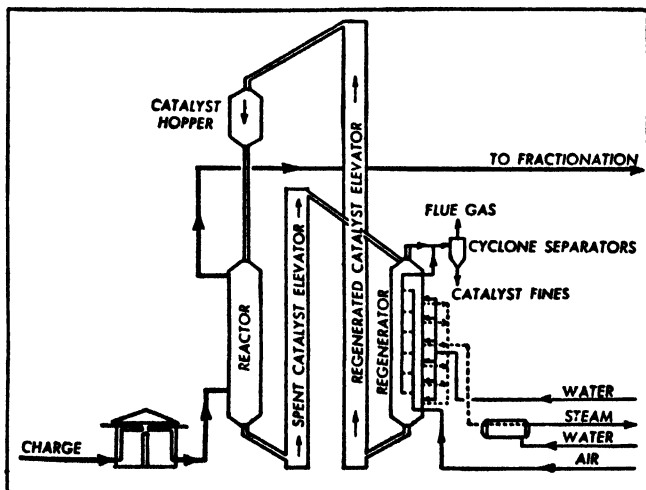 CATALYST
HOPPER
TO FRACTIONATION
FLUE GAS
CYCLONE SEPARATORS
CATALYST FINES
REACTOR
SPENT CATALYST ELEVATOR
REGENERATED CATALYST ELEVATOR
REGENERATOR
WATER
STEAM
WATER
AIR
CHARGE